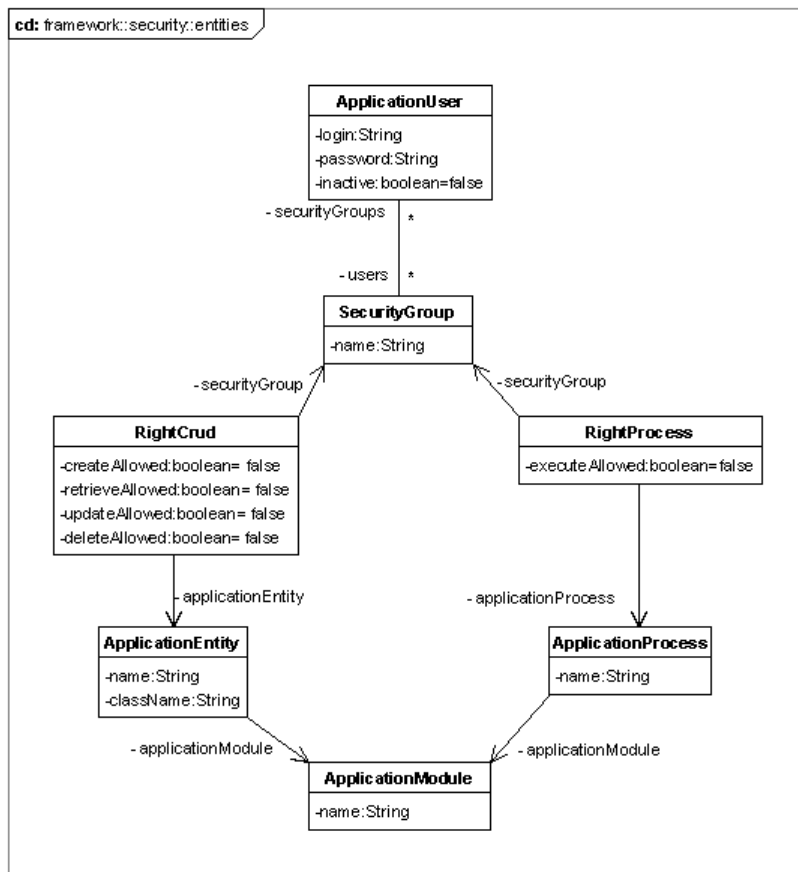 cd: framework::security::entities
ApplicationUser
-login:String
-password:String
-inactive:boolean=false
- securityGroups
*
- users
*
SecurityGroup
-name:String
- securityGroup
- securityGroup
RightCrud
-createAllowed:boolean= false
-retrieveAllowed:boolean= false
-updateAllowed:boolean= false
-deleteAllowed:boolean= false
RightProcess
-executeAllowed:boolean=false
- applicationEntity
- applicationProcess
ApplicationEntity
-name:String
-className:String
ApplicationProcess
-name:String
- applicationModule
- applicationModule
ApplicationModule
-name:String